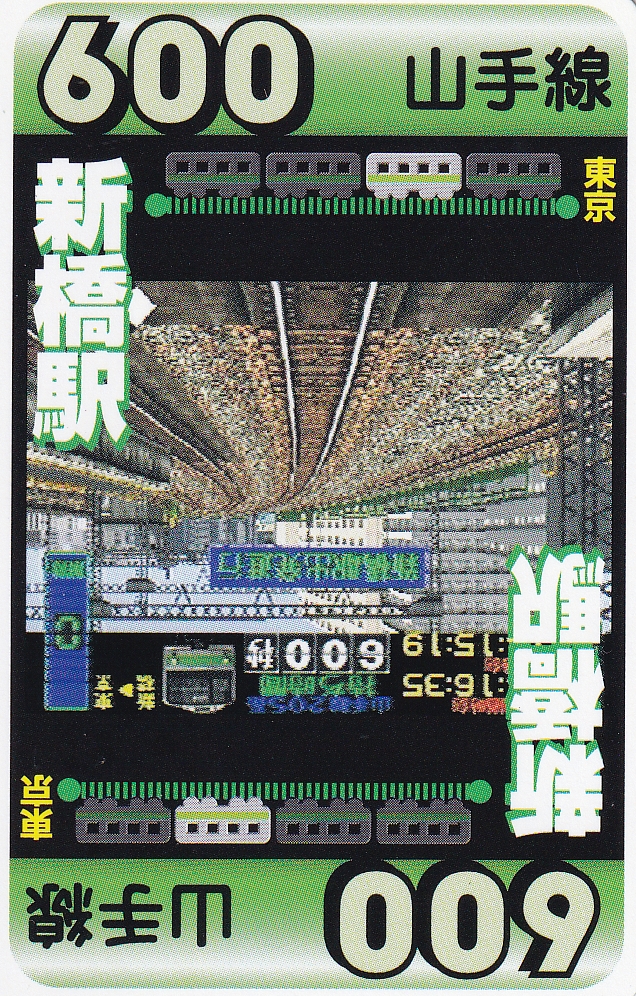 600
山手線
東京
新橋駅
:16:35
山手線205系
持ち時間
新橋
東京
:15:19
600秒
0
新橋駅出発進行
新橋駅
東京
山手線
600